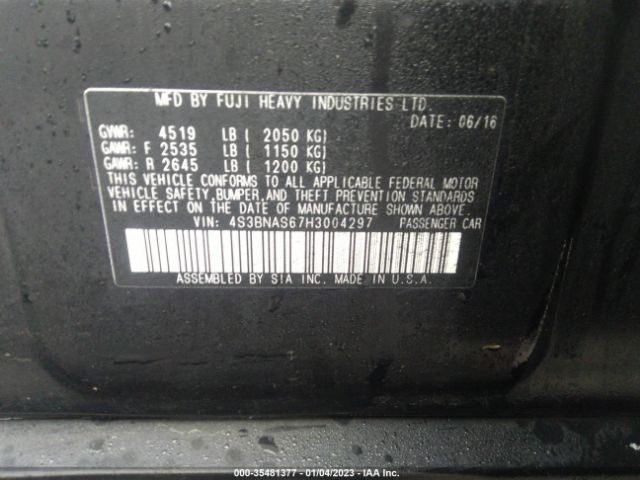 MFD BY FUJI HEAVY INDUSTRIES LTD.
DATE: 06/16
GVWR: 4519 LB ( 2050 KG)
GAWR: F 2535 LB ( 1150 KG)
GAWR: R 2645 LB ( 1200 KG)
THIS VEHICLE CONFORMS TO ALL APPLICABLE FEDERAL MOTOR
VEHICLE SAFETY, BUMPER, AND THEFT PREVENTION STANDARDS
IN EFFECT ON THE DATE OF MANUFACTURE SHOWN ABOVE.
VIN: 4S3BNAS67H3004297 PASSENGER CAR
ASSEMBLED BY SIA INC. MADE IN U.S.A.
000-35481377 - 01/04/2023 - IAA Inc.